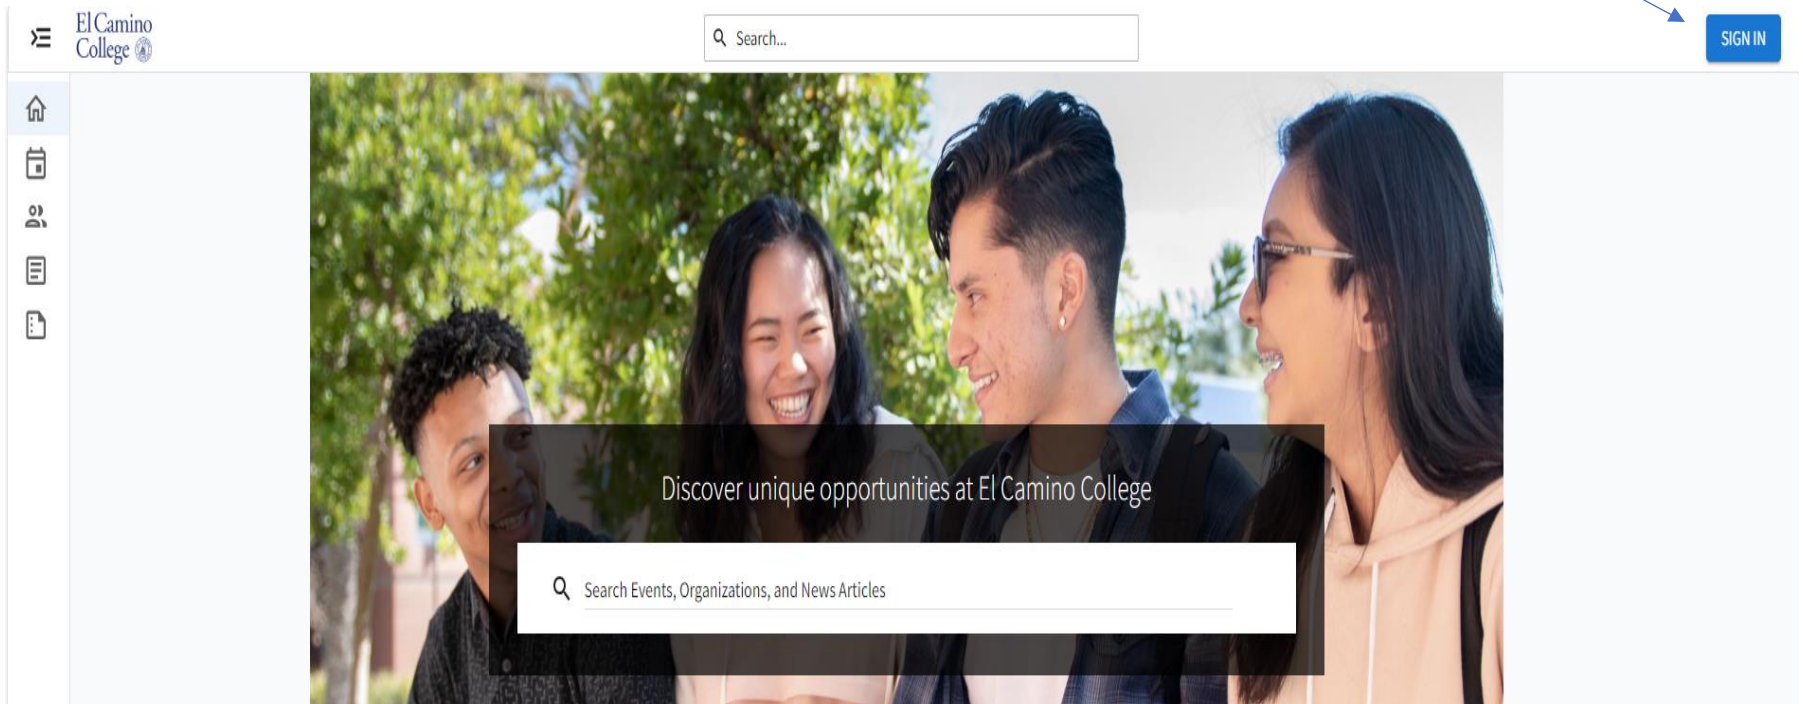 El Camino
College
Search...
SIGN IN
Discover unique opportunities at El Camino College
Search Events, Organizations, and News Articles